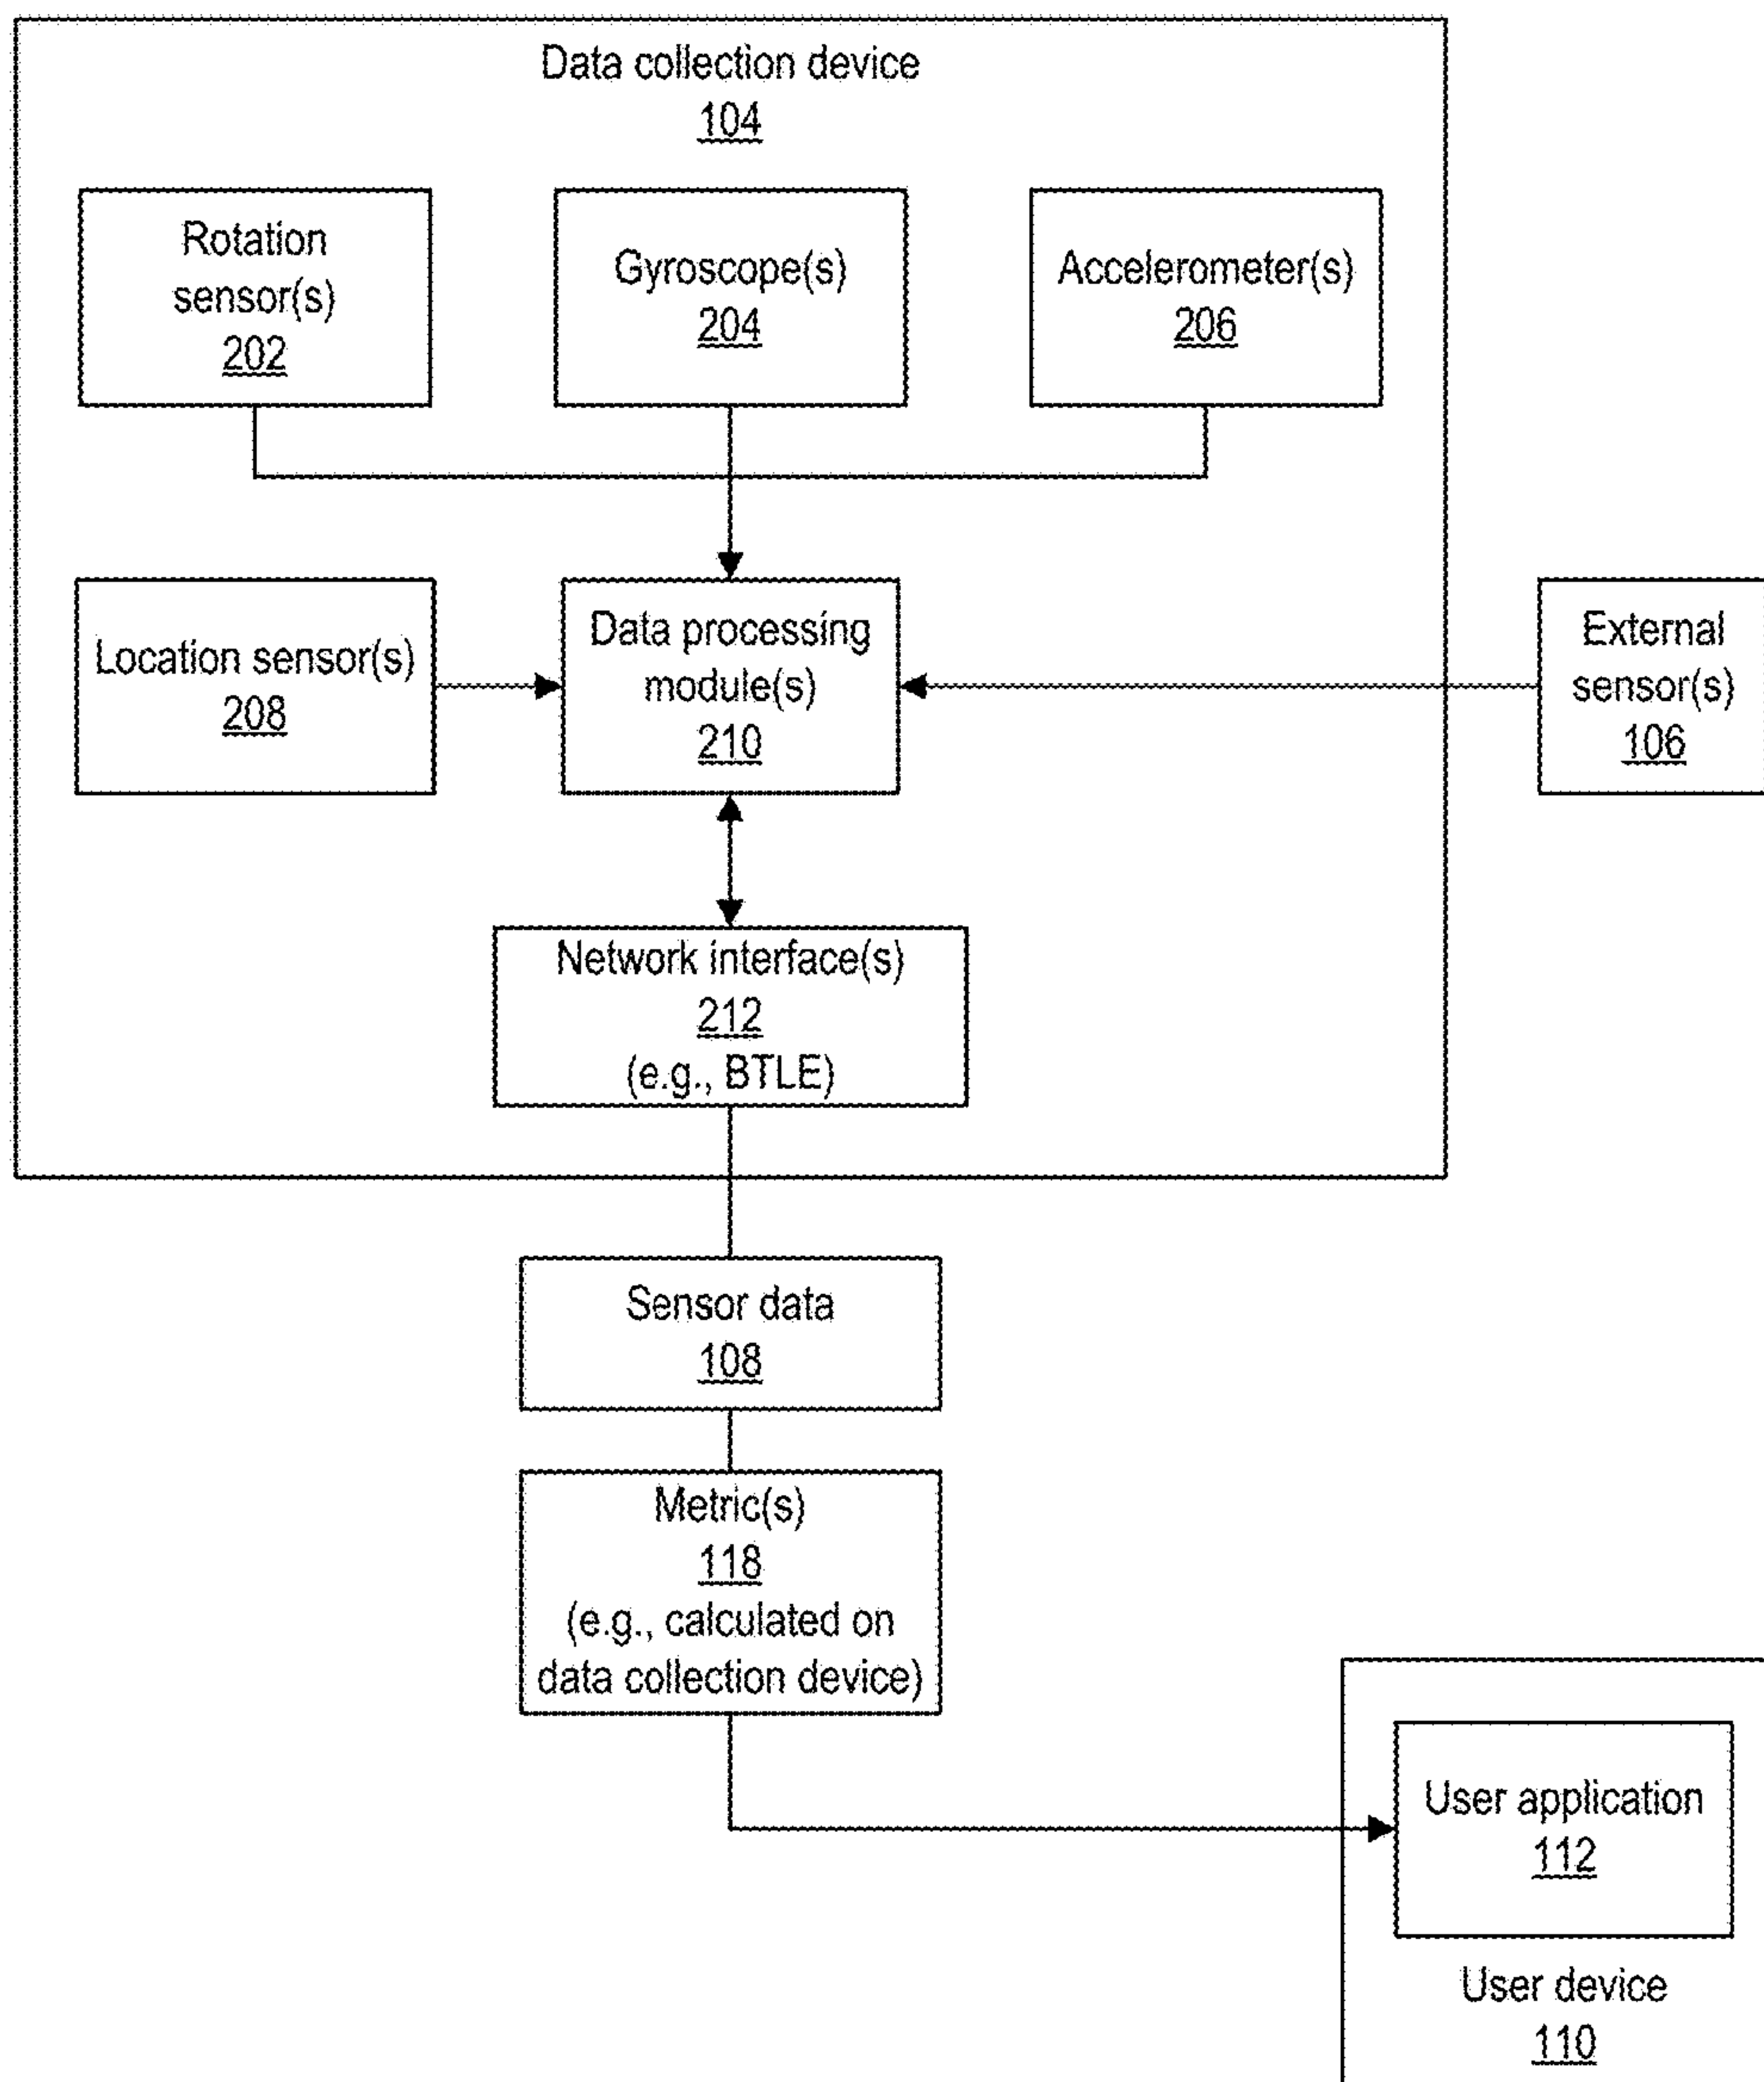 Data collection device
104
Rotation
sensor(s)
202
Gyroscope(s)
204
Accelerometer(s)
206
Location sensor(s)
208
Data processing
module(s)
210
External
sensor(s)
106
Network interface(s)
212
(e.g., BTLE)
Sensor data
108
Metric(s)
118
(e.g., calculated on
data collection device)
User application
112
User device
110